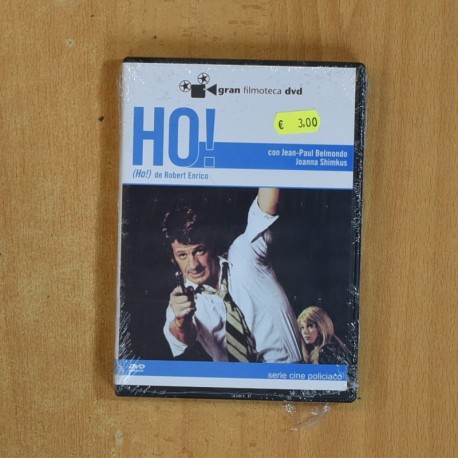 gran filmoteca dvd
€ 3.00
HO!
con Jean-Paul Belmondo
Joanna Shimkus
(Ho!) de Robert Enrico
DVD
serie cine policiaco